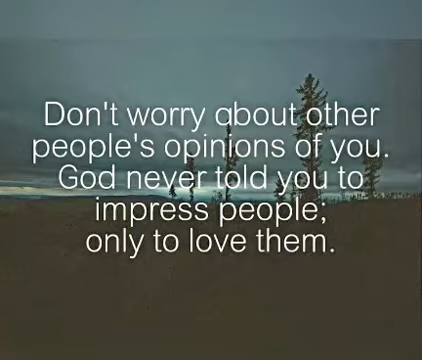 Don't worry about other
people's opinions of you.
God never told you to
impress people;
only to love them.